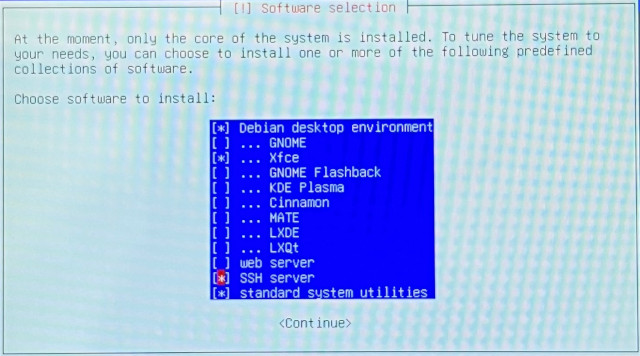 [!] Software selection
At the moment, only the core of the system is installed. To tune the system to
your needs, you can choose to install one or more of the following predefined
collections of software.
Choose software to install:
[*] Debian desktop environment
[ ] ... GNOME
[*] ... Xfce
[ ] ... GNOME Flashback
[ ] ... KDE Plasma
[ ] ... Cinnamon
[ ] ... MATE
[ ] ... LXDE
[ ] ... LXQt
[ ] web server
[*] SSH server
[*] standard system utilities
<Continue>